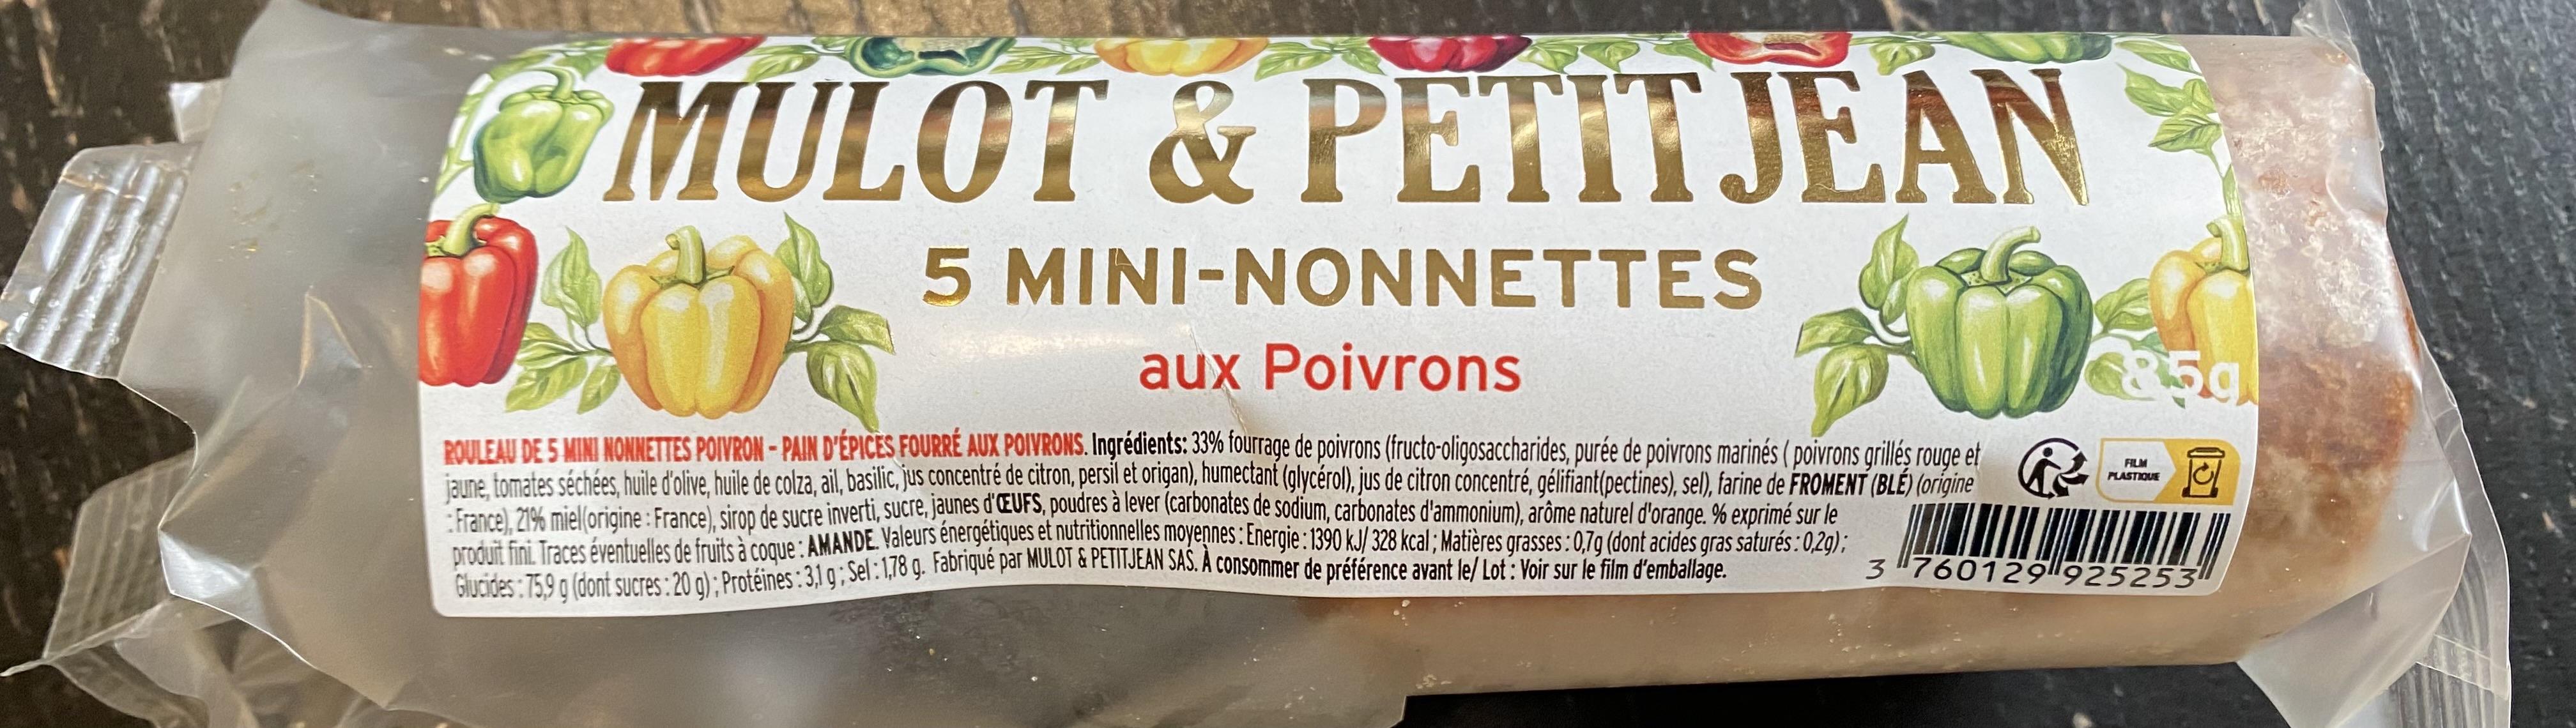 MULOT & PETITJEAN
5 MINI-NONNETTES
aux Poivrons
85g
ROULEAU DE 5 MINI NONNETTES POIVRON - PAIN D'ÉPICES FOURRÉ AUX POIVRONS. Ingrédients: 33% fourrage de poivrons (fructo-oligosaccharides, purée de poivrons marinés ( poivrons grillés rouge et
jaune, tomates séchées, huile d'olive, huile de colza, ail, basilic, jus concentré de citron, persil et origan), humectant (glycérol), jus de citron concentré, gélifiant(pectines), sel), farine de FROMENT (BLÉ) (origine
: France), 21% miel(origine : France), sirop de sucre inverti, sucre, jaunes d'ŒUFS, poudres à lever (carbonates de sodium, carbonates d'ammonium), arôme naturel d'orange. % exprimé sur le
produit fini. Traces éventuelles de fruits à coque : AMANDE. Valeurs énergétiques et nutritionnelles moyennes : Energie : 1390 kJ/ 328 kcal ; Matières grasses : 0,7g (dont acides gras saturés : 0,2g) ;
Glucides : 75,9 g (dont sucres : 20 g) ; Protéines : 3,1 g ; Sel : 1,78 g. Fabriqué par MULOT & PETITJEAN SAS. À consommer de préférence avant le/ Lot : Voir sur le film d'emballage.
FILM
PLASTIQUE
3 760129 925253